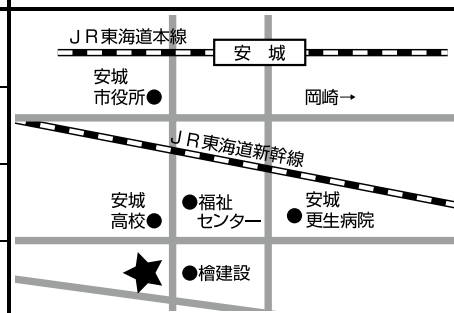 JR東海道本線
安 城
安城
市役所
岡崎→
JR東海道新幹線
安城
高校
福祉
センター
安城
更生病院
檜建設